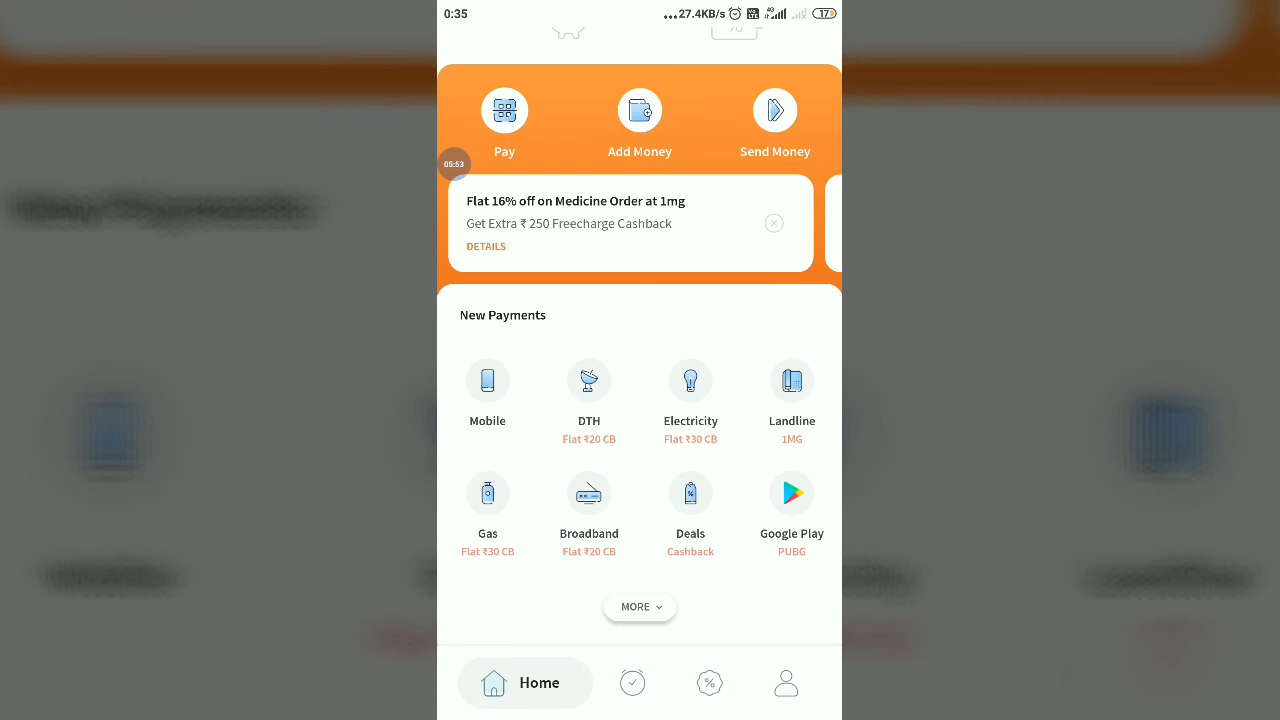 0:35
...27.4KB/s
4G
17
Pay
Add Money
Send Money
05:53
Flat 16% off on Medicine Order at 1mg
Get Extra ₹ 250 Freecharge Cashback
DETAILS
New Payments
Mobile
DTH
Electricity
Landline
Flat ₹20 CB
Flat ₹30 CB
1MG
Gas
Broadband
Deals
Google Play
Flat ₹30 CB
Flat ₹20 CB
Cashback
PUBG
MORE
Home